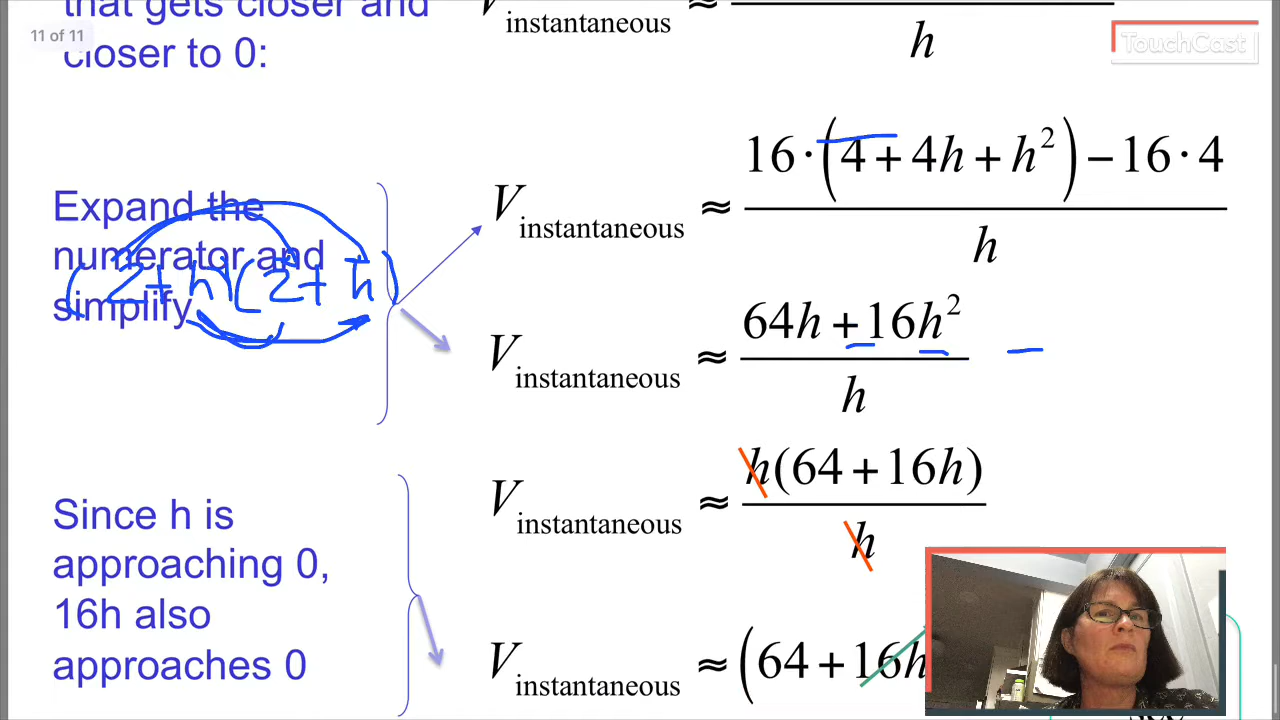 that gets closer and
closer to 0:
11 of 11
V instantaneous ≈ / h
TouchCast
Expand the
numerator and
simplify
(2+h)(2+h)
V instantaneous ≈ (16·(4+4h+h²)−16·4)/h
V instantaneous ≈ (64h+16h²)/h
V instantaneous ≈ h(64+16h)/h
Since h is
approaching 0,
16h also
approaches 0
V instantaneous ≈ (64+16h